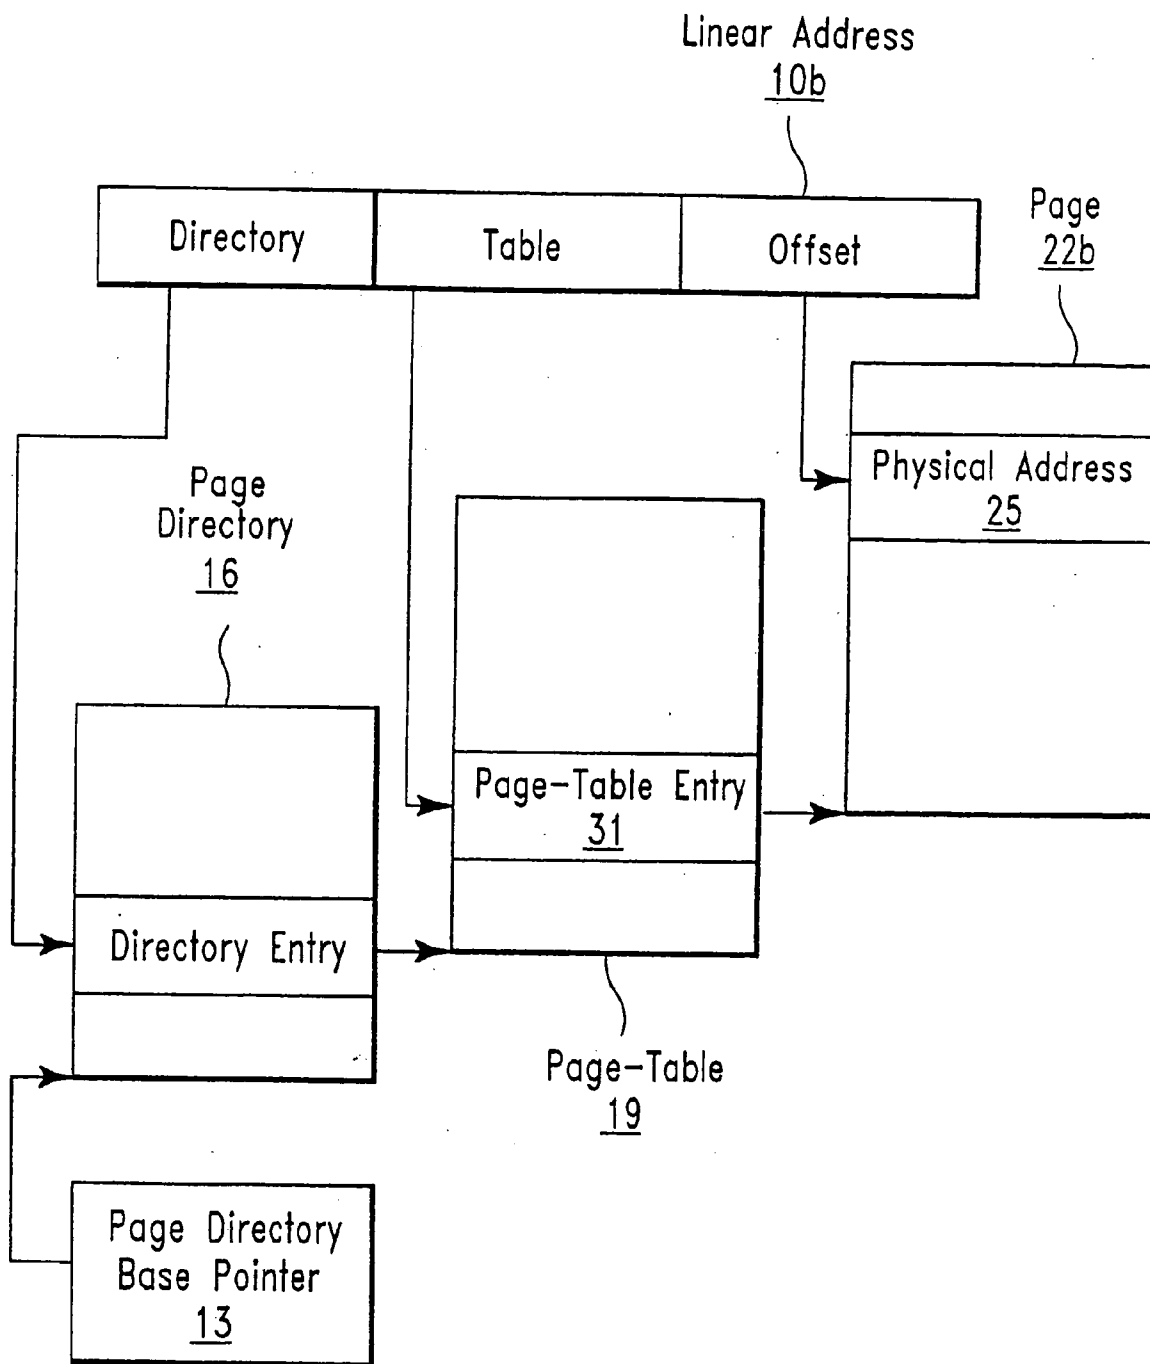 Linear Address
10b
Directory
Table
Offset
Page
22b
Physical Address
25
Page
Directory
16
Page-Table Entry
31
Directory Entry
Page-Table
19
Page Directory
Base Pointer
13